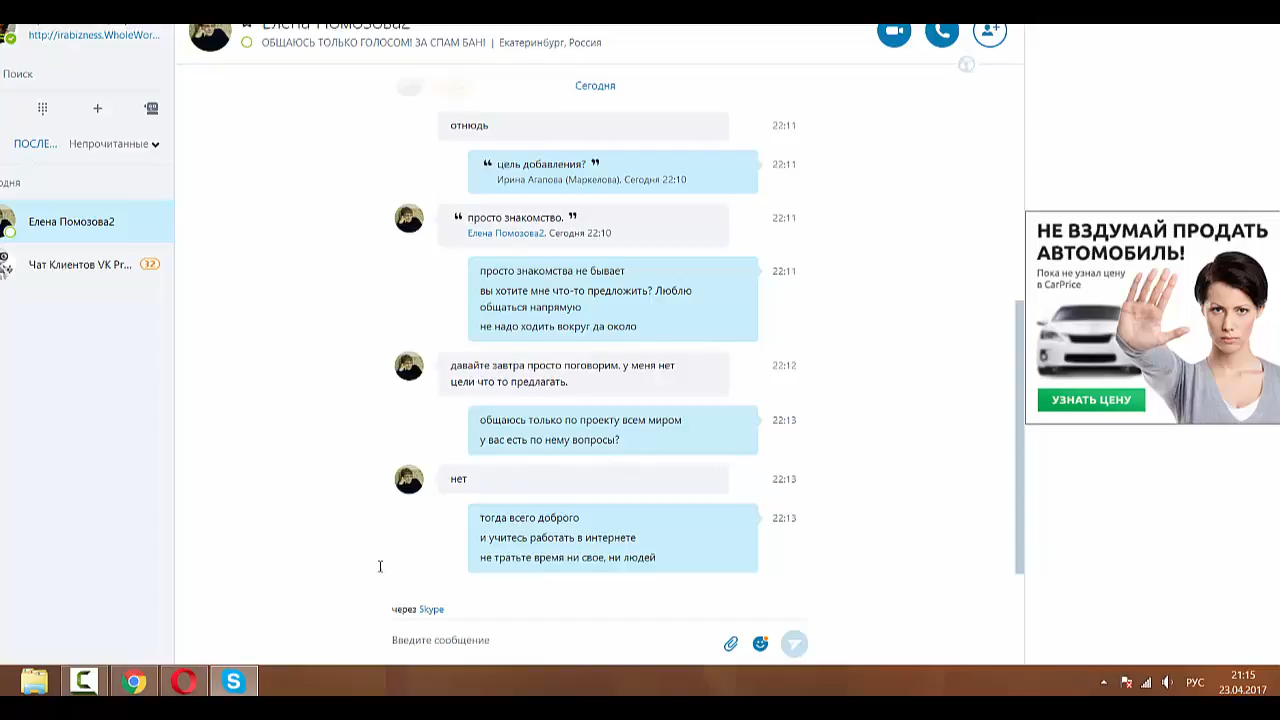 http://irabizness.WholeWor...
Поиск
ПОСЛЕ... Непрочитанные
одня
Елена Помозова2
Чат Клиентов VK Pr... 32
Елена Помозова2
ОБЩАЮСЬ ТОЛЬКО ГОЛОСОМ! ЗА СПАМ БАН! | Екатеринбург, Россия
Сегодня
отнюдь 22:11
❝ цель добавления? ❞ 22:11
Ирина Агапова (Маркелова), Сегодня 22:10
❝ просто знакомство. ❞ 22:11
Елена Помозова2, Сегодня 22:10
просто знакомства не бывает 22:11
вы хотите мне что-то предложить? Люблю
общаться напрямую
не надо ходить вокруг да около
давайте завтра просто поговорим. у меня нет 22:12
цели что то предлагать.
общаюсь только по проекту всем миром 22:13
у вас есть по нему вопросы?
нет 22:13
тогда всего доброго 22:13
и учитесь работать в интернете
не тратьте время ни свое, ни людей
через Skype
Введите сообщение
НЕ ВЗДУМАЙ ПРОДАТЬ
АВТОМОБИЛЬ!
Пока не узнал цену
в CarPrice
УЗНАТЬ ЦЕНУ
РУС
21:15
23.04.2017